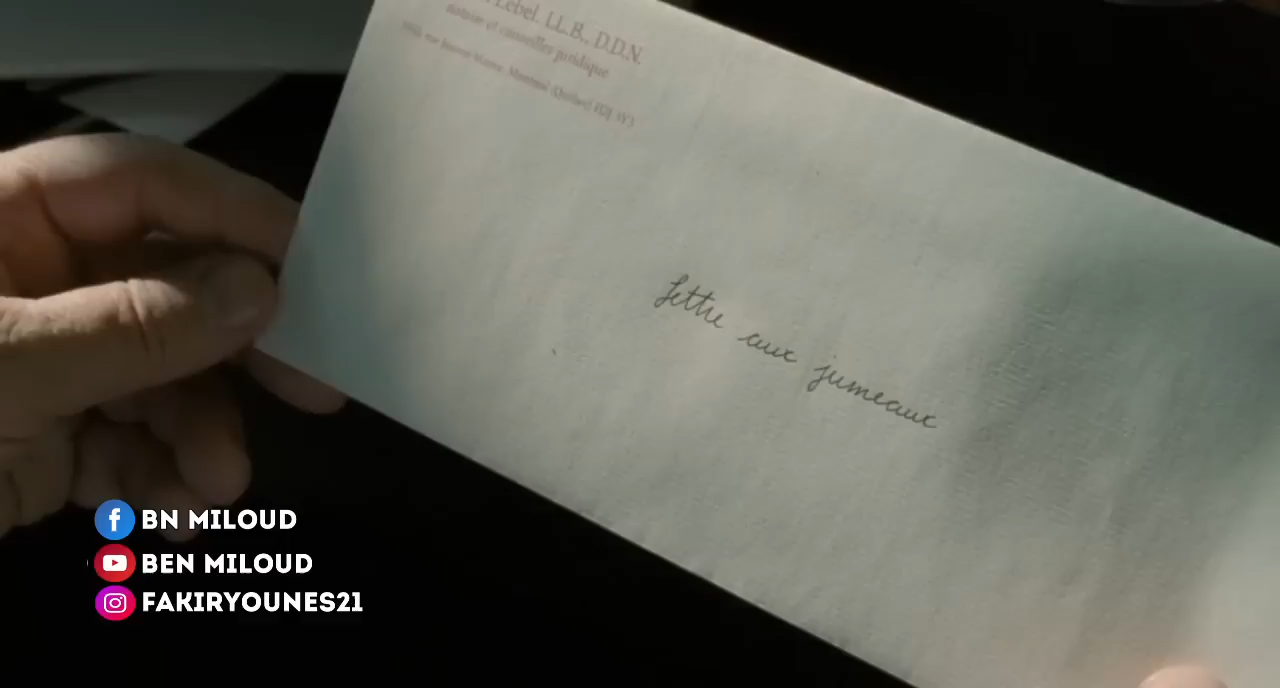 Lebel, LL.B., D.D.N.
notaire et conseiller juridique
Lettre aux jumeaux
BN MILOUD
BEN MILOUD
FAKIRYOUNES21